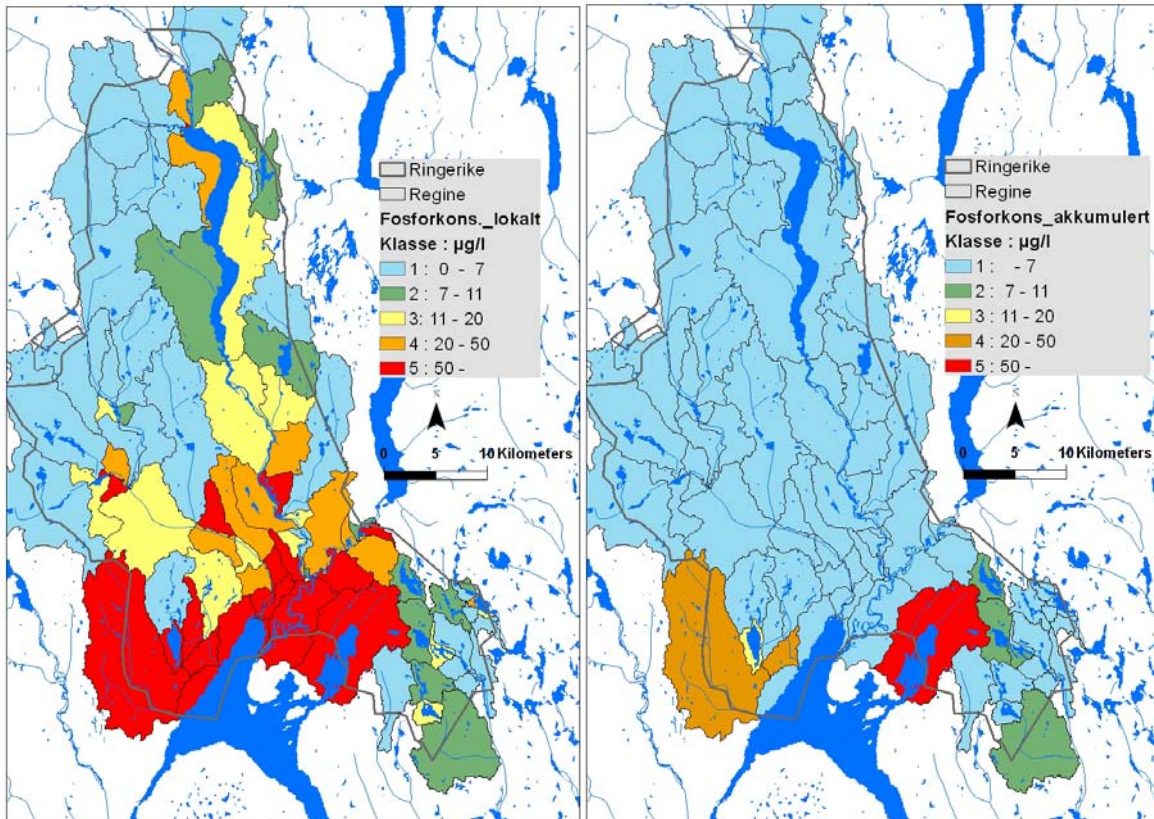 Ringerike
Regine
Fosforkons._lokalt
Klasse : µg/l
1 : 0 - 7
2 : 7 - 11
3: 11 - 20
4 : 20 - 50
5 : 50 -
N
0 5 10 Kilometers
Ringerike
Regine
Fosforkons_akkumulert
Klasse : µg/l
1 : - 7
2 : 7 - 11
3 : 11 - 20
4 : 20 - 50
5 : 50 -
N
0 5 10 Kilometers